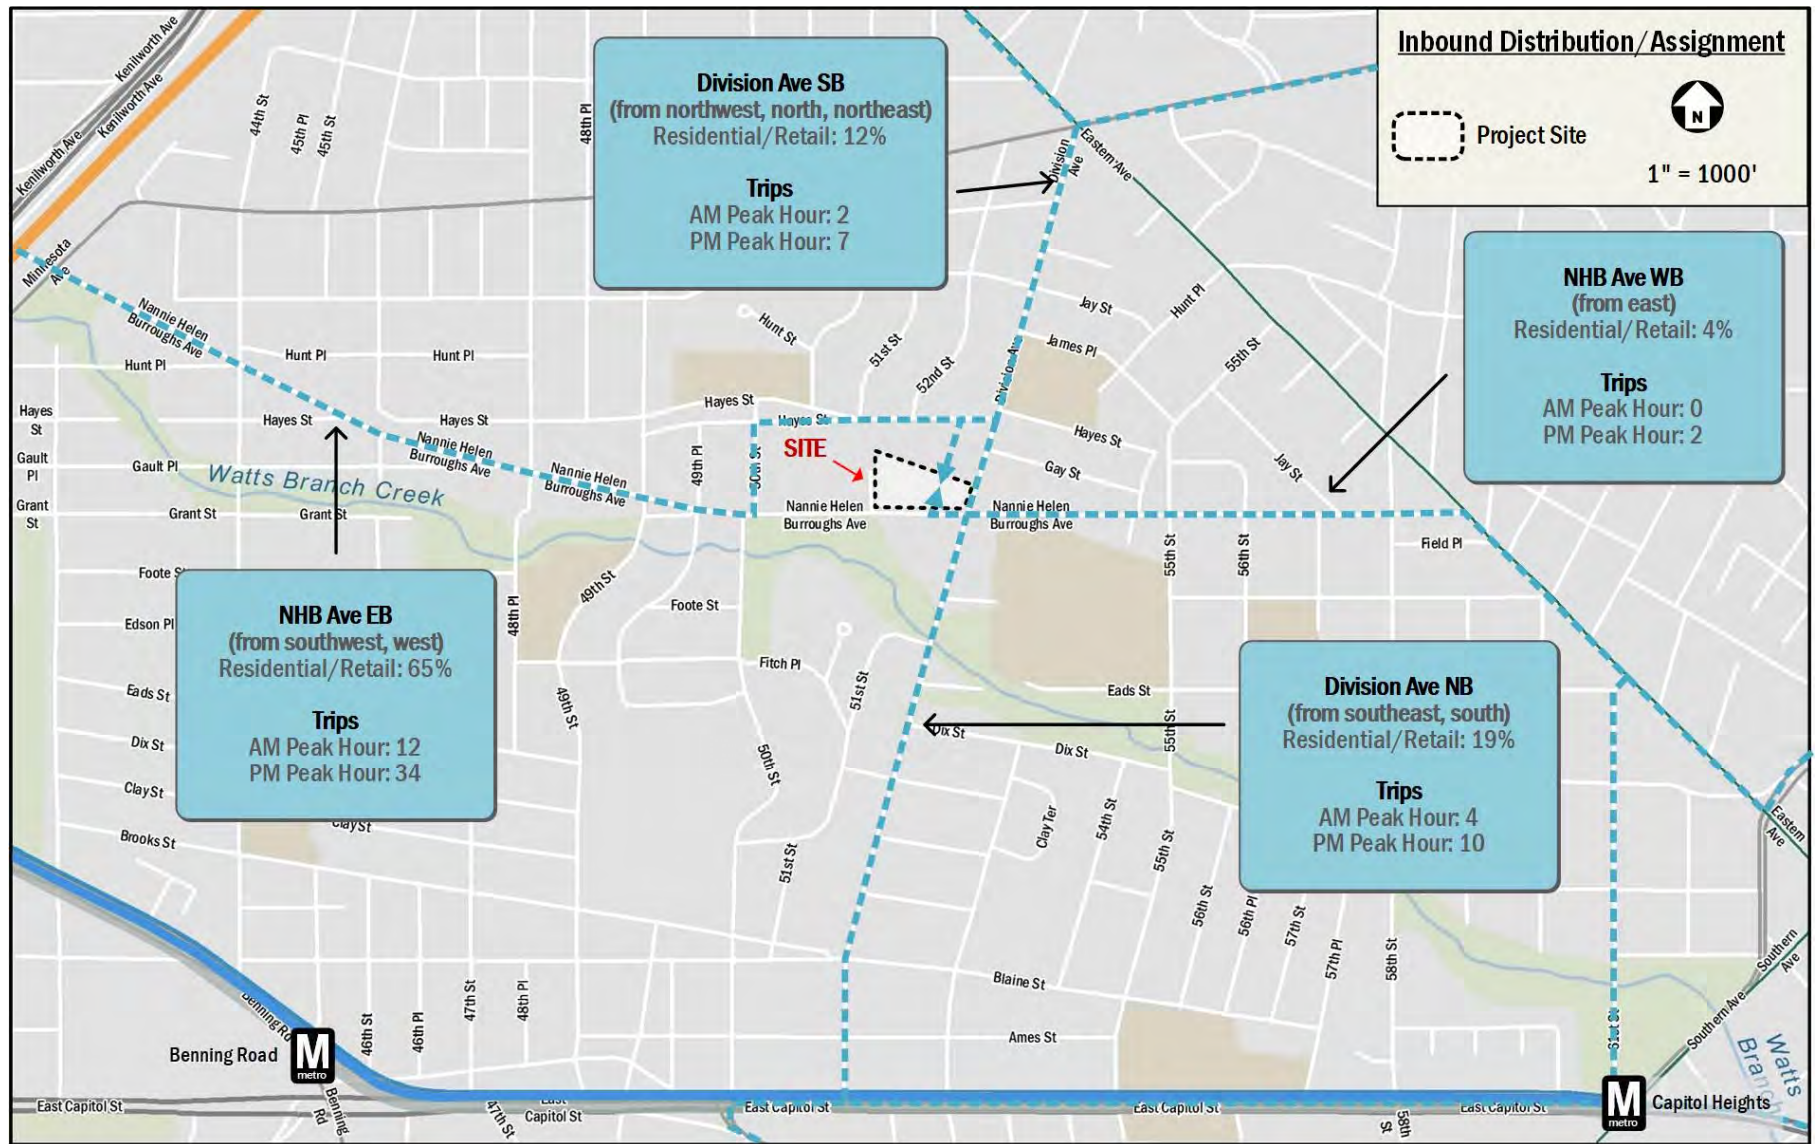 Inbound Distribution/Assignment
N
Project Site
1" = 1000'
Division Ave SB
(from northwest, north, northeast)
Residential/Retail: 12%
Trips
AM Peak Hour: 2
PM Peak Hour: 7
NHB Ave WB
(from east)
Residential/Retail: 4%
Trips
AM Peak Hour: 0
PM Peak Hour: 2
NHB Ave EB
(from southwest, west)
Residential/Retail: 65%
Trips
AM Peak Hour: 12
PM Peak Hour: 34
Division Ave NB
(from southeast, south)
Residential/Retail: 19%
Trips
AM Peak Hour: 4
PM Peak Hour: 10
Kenilworth Ave
Kenilworth Ave
Kenilworth Ave
44th St
45th Pl
45th St
48th Pl
Division
Ave
Eastern Ave
Minnesota
Ave
Nannie Helen
Burroughs Ave
Hunt Pl
Hunt Pl
Hunt Pl
Hunt St
51st St
52nd St
Division Ave
Jay St
James Pl
Hunt Pl
55th St
Hayes
St
Hayes St
Hayes St
Hayes St
Hayes St
Hayes St
Gault
Pl
Gault Pl
Nannie Helen
Burroughs Ave
Nannie Helen
Burroughs Ave
49th Pl
50th St
SITE
Gay St
Jay St
Watts Branch Creek
Grant
St
Grant St
Grant St
Nannie Helen
Burroughs Ave
Nannie Helen
Burroughs Ave
Field Pl
55th St
56th St
Foote St
49th St
48th Pl
Foote St
Edson Pl
Fitch Pl
51st St
Eads St
49th St
Eads St
55th St
Dix St
Dix St
Dix St
50th St
Clay St
Clay St
Brooks St
51st St
Clay Ter
54th St
55th St
56th St
56th Pl
57th St
57th Pl
58th St
Eastern
Ave
Southern
Ave
Southern Ave
Blaine St
Ames St
61st St
Benning Rd
46th St
46th Pl
47th St
48th Pl
Benning Road
M
metro
Benning
Rd
East Capitol St
47th St
East
Capitol St
East Capitol St
East Capitol St
58th
St
East Capitol St
M
metro
Capitol Heights
Watts
Branch